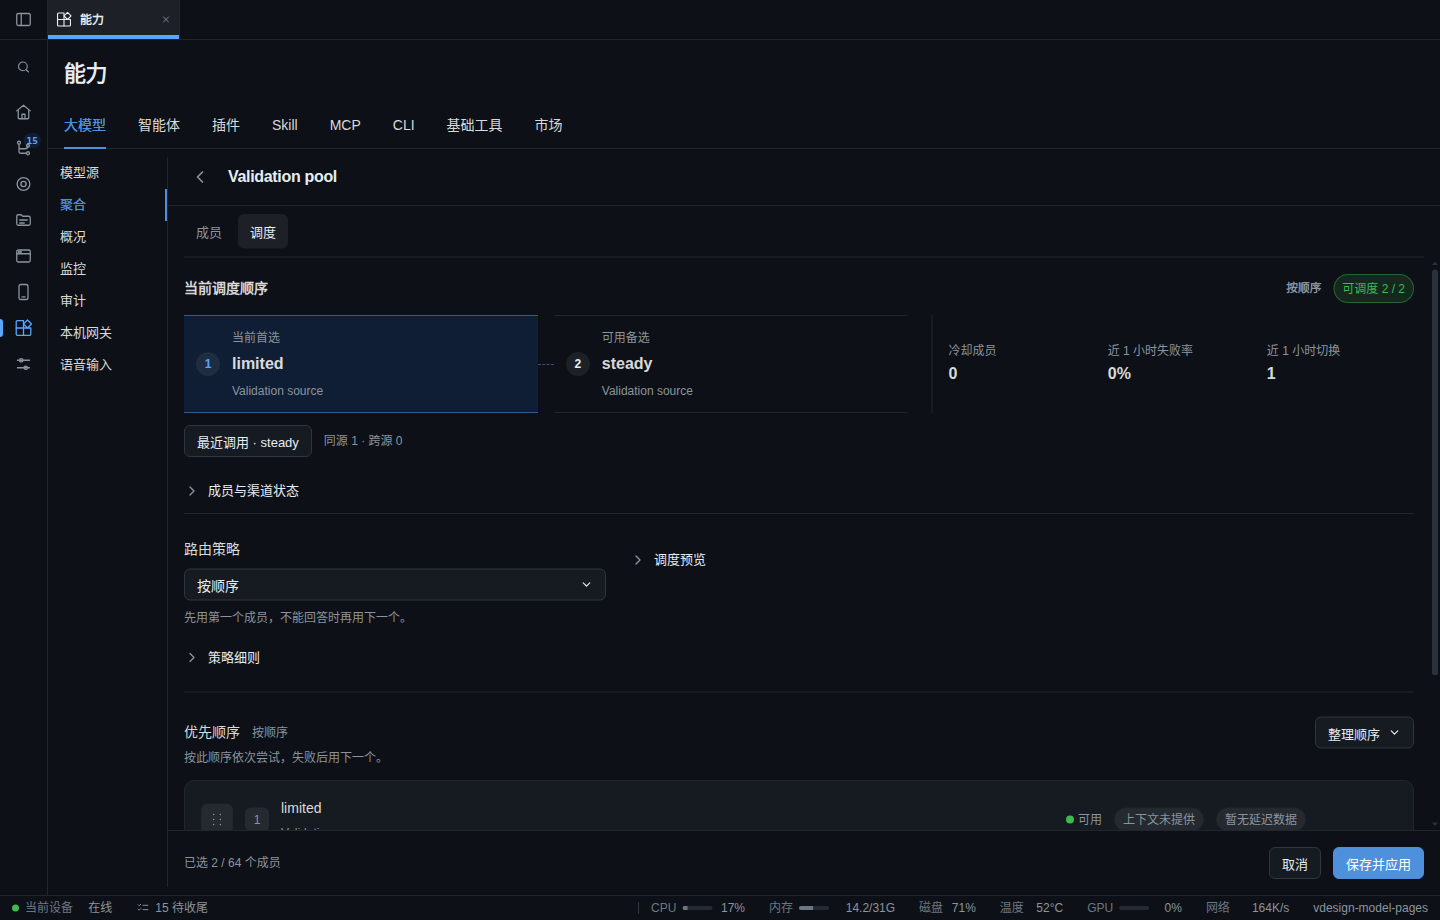 能力
能力
15
大模型 智能体 插件 Skill MCP CLI 基础工具 市场
模型源
聚合
概况
监控
审计
本机网关
语音输入
Validation pool
成员 调度
当前调度顺序 按顺序 可调度 2 / 2
当前首选
1 limited
Validation source
可用备选
2 steady
Validation source
冷却成员 近 1 小时失败率 近 1 小时切换
0 0% 1
最近调用 · steady 同源 1 · 跨源 0
成员与渠道状态
路由策略
调度预览
按顺序
先用第一个成员，不能回答时再用下一个。
策略细则
优先顺序 按顺序 整理顺序
按此顺序依次尝试，失败后用下一个。
limited
1 可用 上下文未提供 暂无延迟数据
已选 2 / 64 个成员 取消 保存并应用
当前设备 在线 15 待收尾 CPU 17% 内存 14.2/31G 磁盘 71% 温度 52°C GPU 0% 网络 164K/s vdesign-model-pages